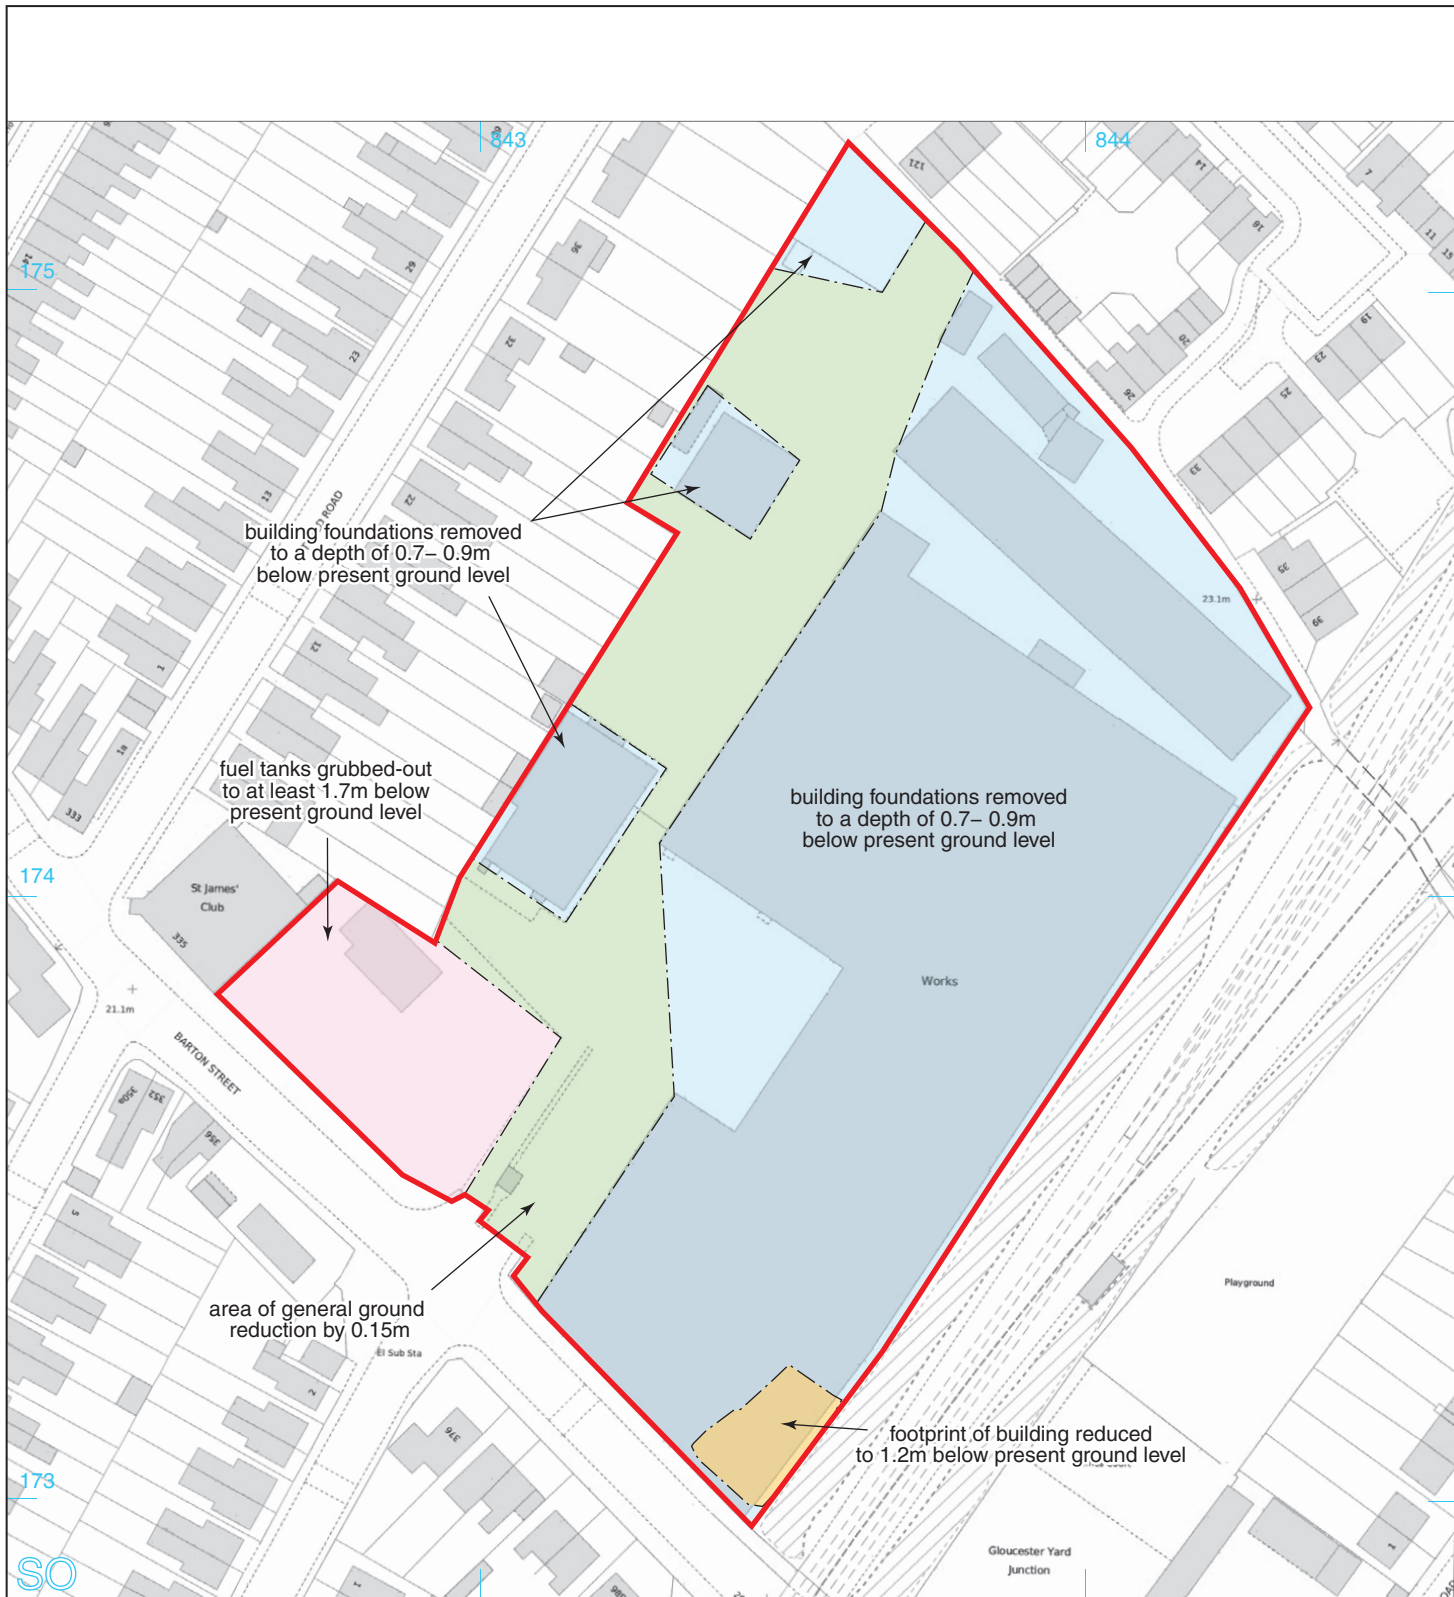 843
844
175
174
173
SO
building foundations removed
to a depth of 0.7– 0.9m
below present ground level
fuel tanks grubbed-out
to at least 1.7m below
present ground level
building foundations removed
to a depth of 0.7– 0.9m
below present ground level
area of general ground
reduction by 0.15m
footprint of building reduced
to 1.2m below present ground level
St James'
Club
335
Works
BARTON STREET
ROAD
El Sub Sta
Playground
Gloucester Yard
Junction
21.1m
23.1m
121
14
18
7
11
15
19
23
20
26
25
33
35
39
36
32
29
23
22
14
13
12
1
1a
333
350a
352
356
5
2
376
1
1